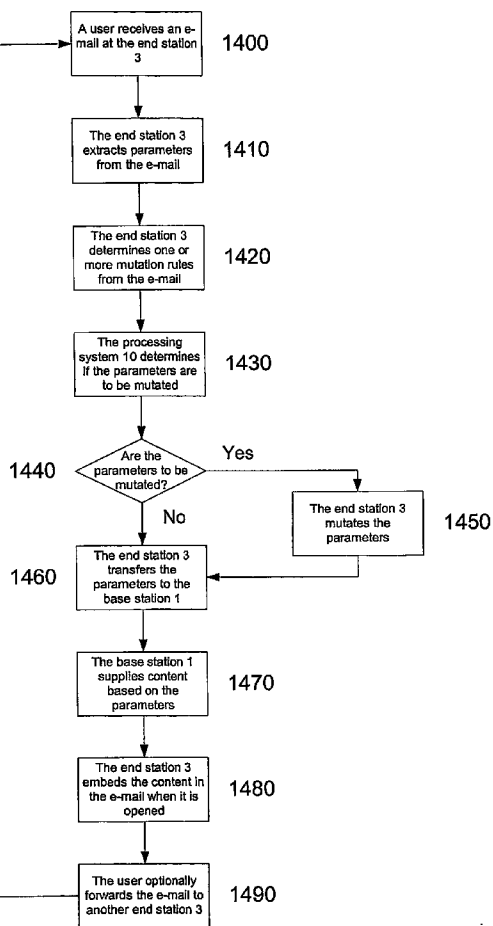 A user receives an e-
mail at the end station
3
1400
The end station 3
extracts parameters
from the e-mail
1410
The end station 3
determines one or
more mutation rules
from the e-mail
1420
The processing
system 10 determines
if the parameters are
to be mutated
1430
1440
Are the
parameters to be
mutated?
Yes
No
The end station 3
mutates the
parameters
1450
1460
The end station 3
transfers the
parameters to the
base station 1
The base station 1
supplies content
based on the
parameters
1470
The end station 3
embeds the content in
the e-mail when it is
opened
1480
The user optionally
forwards the e-mail to
another end station 3
1490